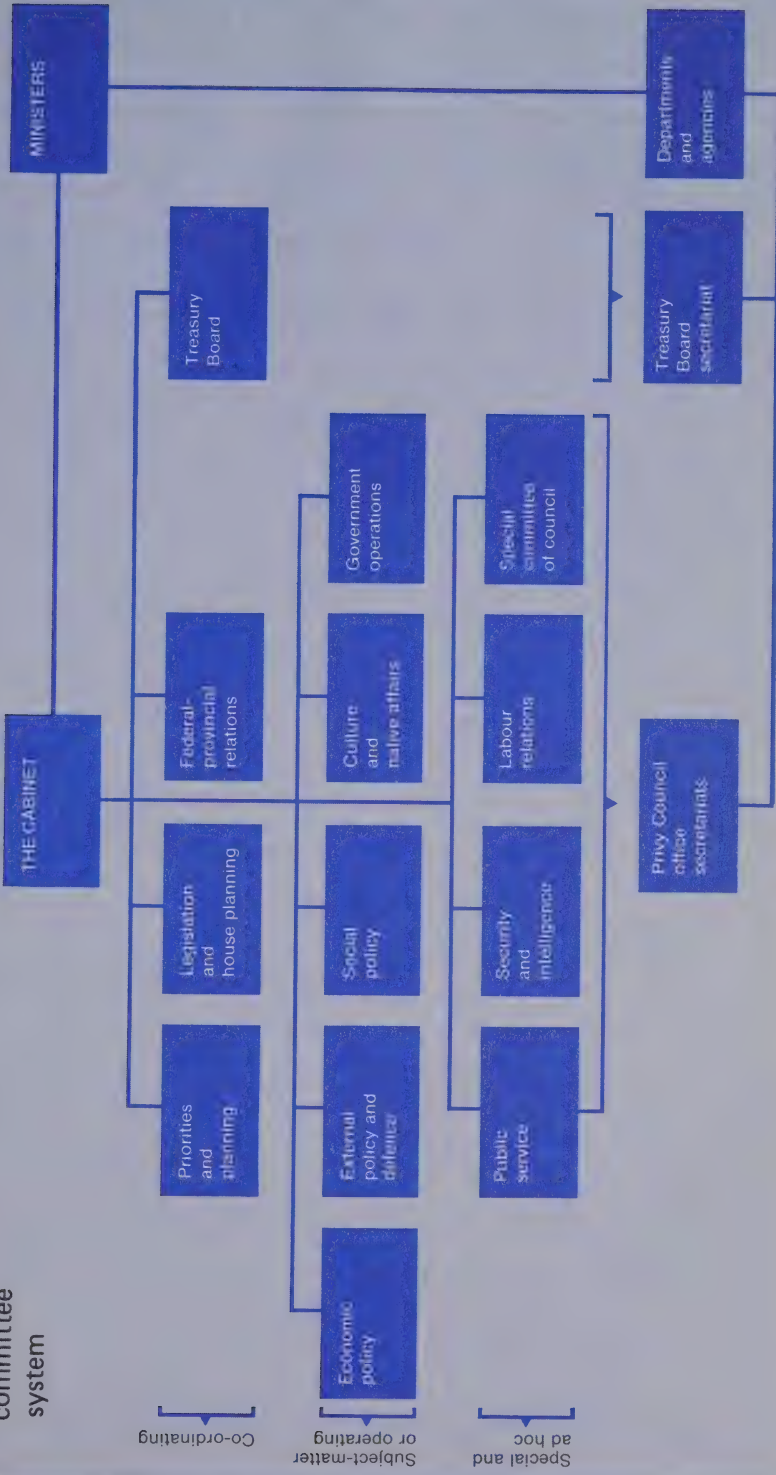 committee
system
THE CABINET
MINISTERS
Co-ordinating
Priorities
and
planning
Legislation
and
house planning
Federal-
provincial
relations
Treasury
Board
Subject-matter
or operating
Economic
policy
External
policy and
defence
Social
policy
Culture
and
native affairs
Government
operations
Special and
ad hoc
Public
service
Security
and
intelligence
Labour
relations
Special
committee
of council
Privy Council
office
secretariats
Treasury
Board
secretariat
Departments
and
agencies